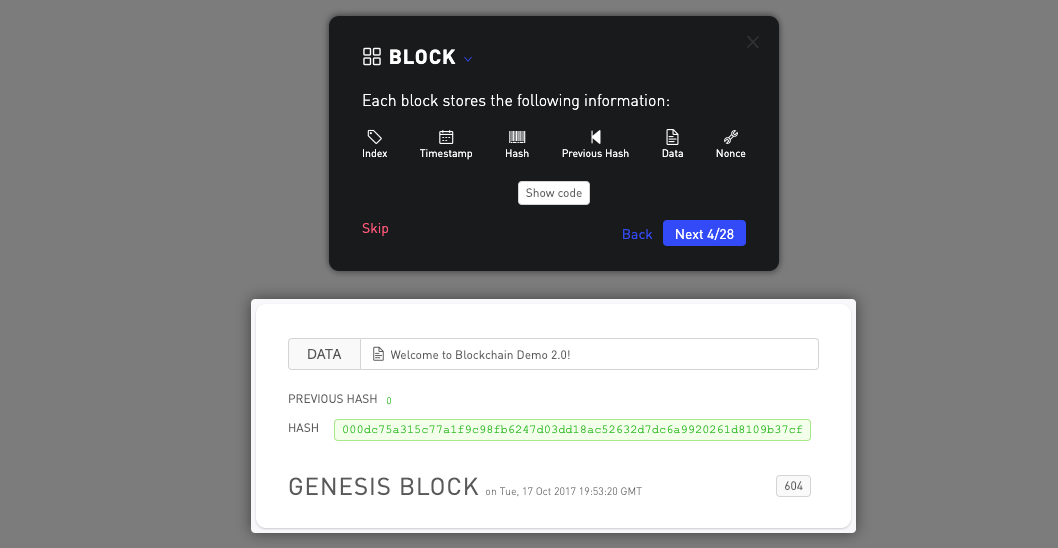 BLOCK
Each block stores the following information:
Index Timestamp Hash Previous Hash Data Nonce
Show code
Skip Back Next 4/28
DATA Welcome to Blockchain Demo 2.0!
PREVIOUS HASH 0
HASH 000dc75a315c77a1f9c98fb6247d03dd18ac52632d7dc6a9920261d8109b37cf
GENESIS BLOCK on Tue, 17 Oct 2017 19:53:20 GMT 604